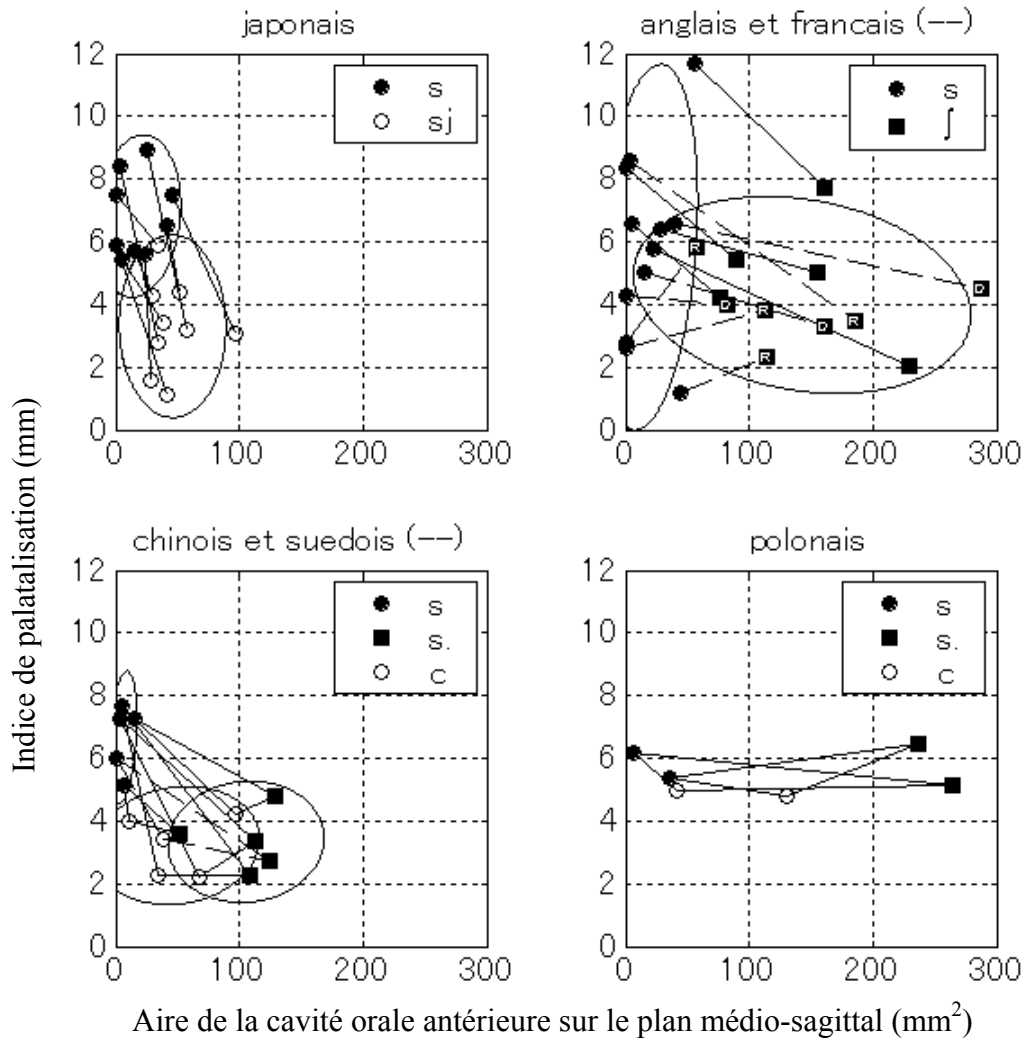 japonais
s
sj
12
10
8
6
4
2
0
0 100 200 300
anglais et francais (--)
s
ʃ
12
10
8
6
4
2
0
R
D
R
R
D
R
D
R
0 100 200 300
chinois et suedois (--)
s
s.
c
12
10
8
6
4
2
0
0 100 200 300
polonais
s
s.
c
12
10
8
6
4
2
0
0 100 200 300
Indice de palatalisation (mm)
Aire de la cavité orale antérieure sur le plan médio-sagittal (mm²)